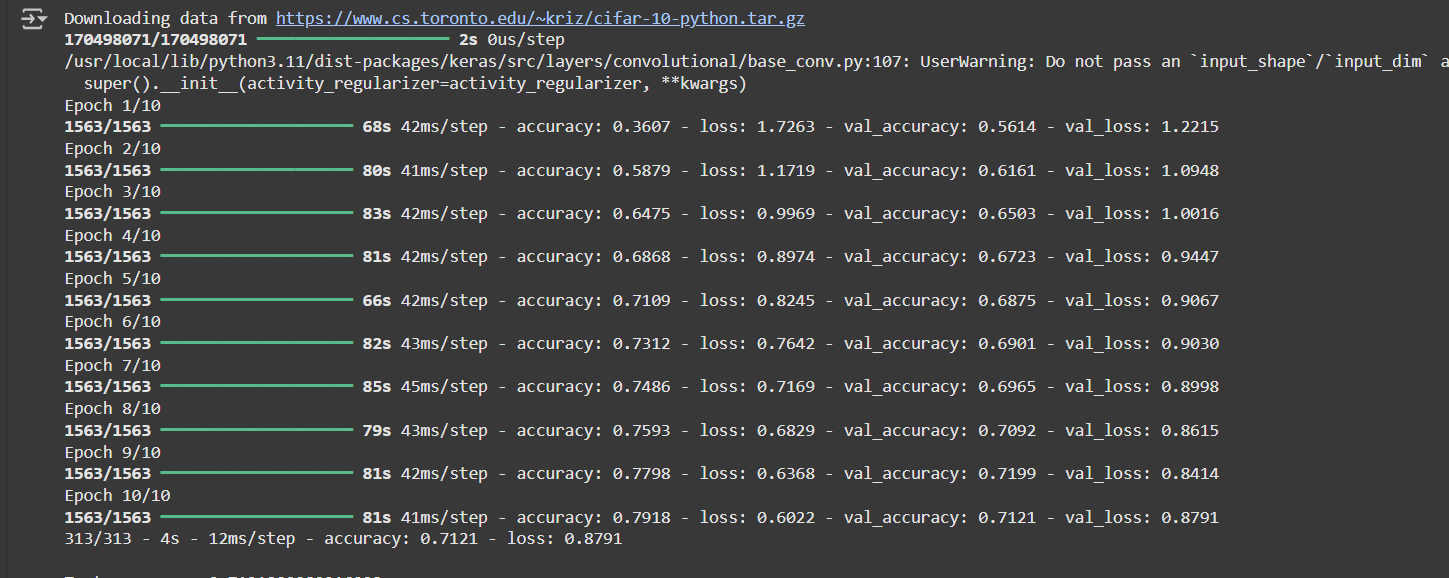 Downloading data from https://www.cs.toronto.edu/~kriz/cifar-10-python.tar.gz
170498071/170498071 ━━━━━━━━━━━━━━━━━━━━ 2s 0us/step
/usr/local/lib/python3.11/dist-packages/keras/src/layers/convolutional/base_conv.py:107: UserWarning: Do not pass an `input_shape`/`input_dim` a
super().__init__(activity_regularizer=activity_regularizer, **kwargs)
Epoch 1/10
1563/1563 ━━━━━━━━━━━━━━━━━━━━ 68s 42ms/step - accuracy: 0.3607 - loss: 1.7263 - val_accuracy: 0.5614 - val_loss: 1.2215
Epoch 2/10
1563/1563 ━━━━━━━━━━━━━━━━━━━━ 80s 41ms/step - accuracy: 0.5879 - loss: 1.1719 - val_accuracy: 0.6161 - val_loss: 1.0948
Epoch 3/10
1563/1563 ━━━━━━━━━━━━━━━━━━━━ 83s 42ms/step - accuracy: 0.6475 - loss: 0.9969 - val_accuracy: 0.6503 - val_loss: 1.0016
Epoch 4/10
1563/1563 ━━━━━━━━━━━━━━━━━━━━ 81s 42ms/step - accuracy: 0.6868 - loss: 0.8974 - val_accuracy: 0.6723 - val_loss: 0.9447
Epoch 5/10
1563/1563 ━━━━━━━━━━━━━━━━━━━━ 66s 42ms/step - accuracy: 0.7109 - loss: 0.8245 - val_accuracy: 0.6875 - val_loss: 0.9067
Epoch 6/10
1563/1563 ━━━━━━━━━━━━━━━━━━━━ 82s 43ms/step - accuracy: 0.7312 - loss: 0.7642 - val_accuracy: 0.6901 - val_loss: 0.9030
Epoch 7/10
1563/1563 ━━━━━━━━━━━━━━━━━━━━ 85s 45ms/step - accuracy: 0.7486 - loss: 0.7169 - val_accuracy: 0.6965 - val_loss: 0.8998
Epoch 8/10
1563/1563 ━━━━━━━━━━━━━━━━━━━━ 79s 43ms/step - accuracy: 0.7593 - loss: 0.6829 - val_accuracy: 0.7092 - val_loss: 0.8615
Epoch 9/10
1563/1563 ━━━━━━━━━━━━━━━━━━━━ 81s 42ms/step - accuracy: 0.7798 - loss: 0.6368 - val_accuracy: 0.7199 - val_loss: 0.8414
Epoch 10/10
1563/1563 ━━━━━━━━━━━━━━━━━━━━ 81s 41ms/step - accuracy: 0.7918 - loss: 0.6022 - val_accuracy: 0.7121 - val_loss: 0.8791
313/313 - 4s - 12ms/step - accuracy: 0.7121 - loss: 0.8791